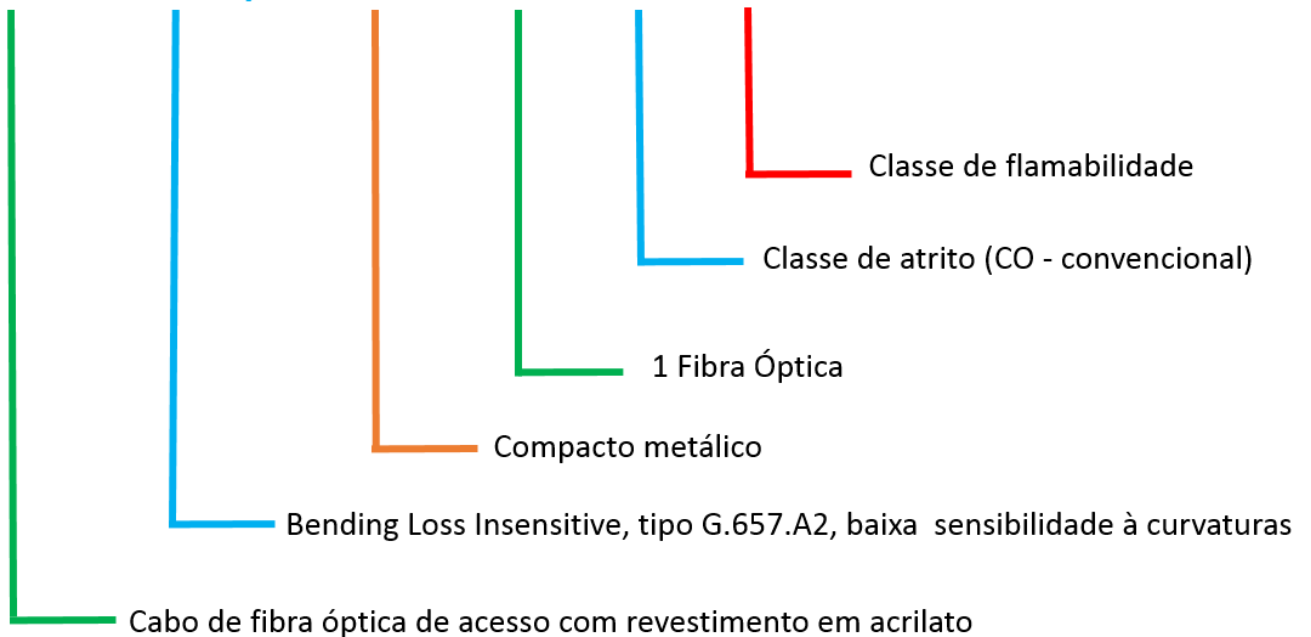 Classe de flamabilidade
Classe de atrito (CO - convencional)
1 Fibra Óptica
Compacto metálico
Bending Loss Insensitive, tipo G.657.A2, baixa  sensibilidade à curvaturas
Cabo de fibra óptica de acesso com revestimento em acrilato